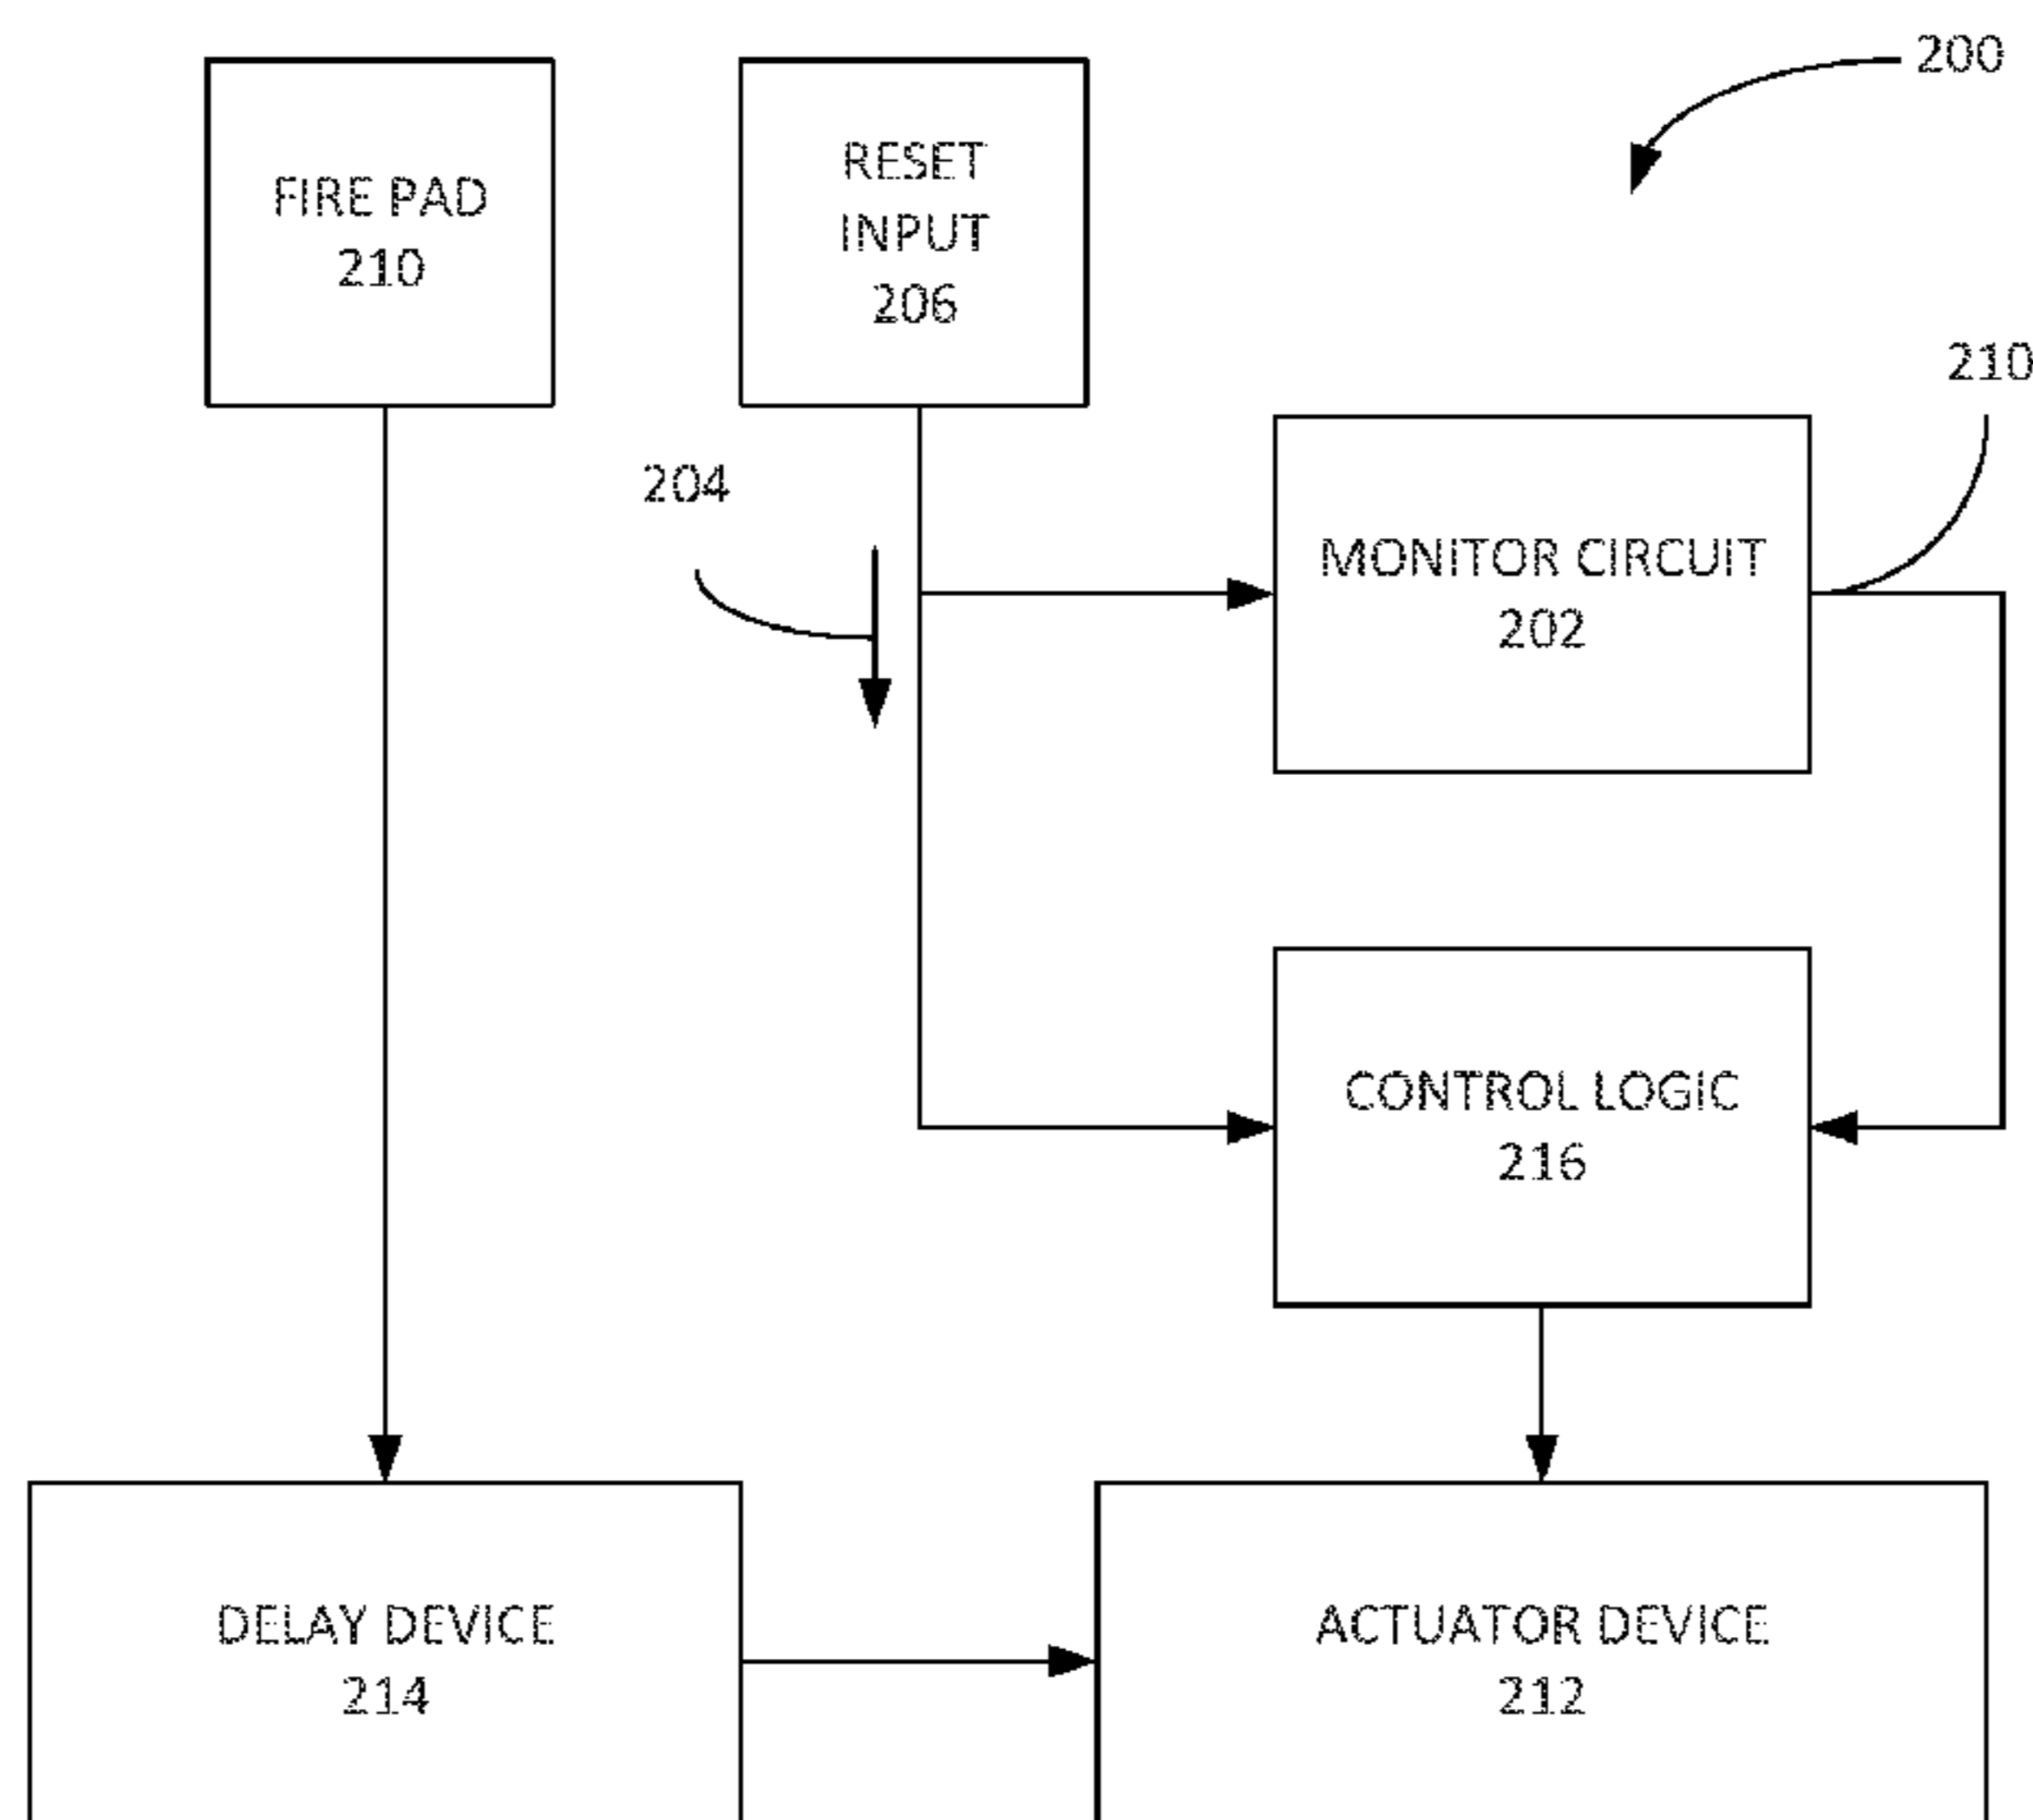 200
FIRE PAD
210
RESET
INPUT
206
210
204
MONITOR CIRCUIT
202
CONTROL LOGIC
216
DELAY DEVICE
214
ACTUATOR DEVICE
212